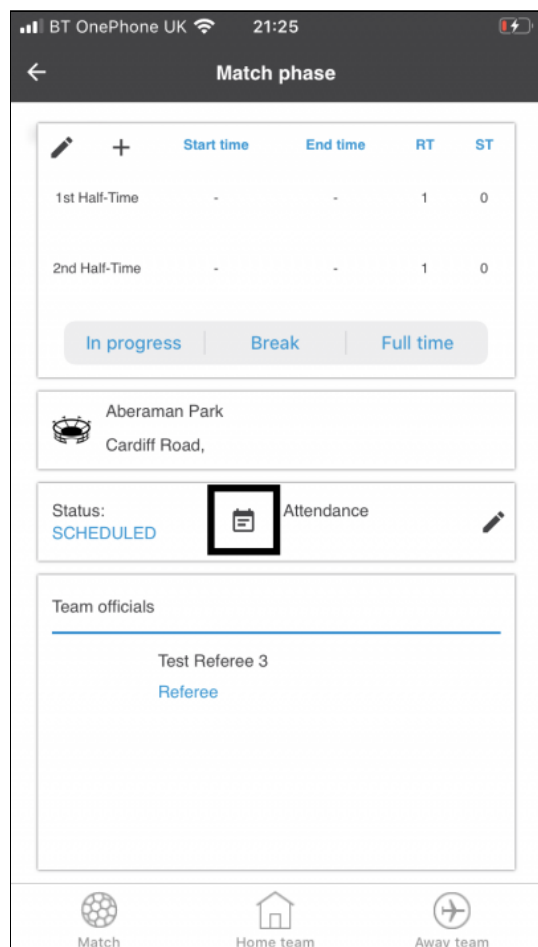 BT OnePhone UK 21:25
Match phase
Start time End time RT ST
1st Half-Time - - 1 0
2nd Half-Time - - 1 0
In progress Break Full time
Aberaman Park
Cardiff Road,
Status: Attendance
SCHEDULED
Team officials
Test Referee 3
Referee
Match Home team Away team